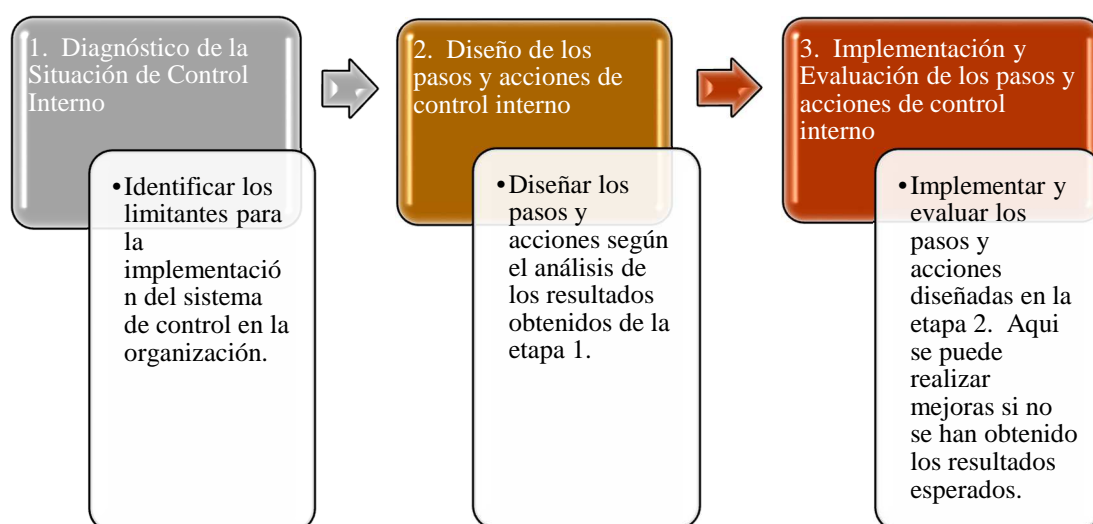 1.  Diagnóstico de la
Situación de Control
Interno
•Identificar los
limitantes para
la
implementació
n del sistema
de control en la
organización.
2.  Diseño de los
pasos y acciones de
control interno
•Diseñar los
pasos y
acciones según
el análisis de
los resultados
obtenidos de la
etapa 1.
3.  Implementación y
Evaluación de los pasos y
acciones de control
interno
•Implementar y
evaluar los
pasos y
acciones
diseñadas en la
etapa 2.  Aqui
se puede
realizar
mejoras si no
se han obtenido
los resultados
esperados.